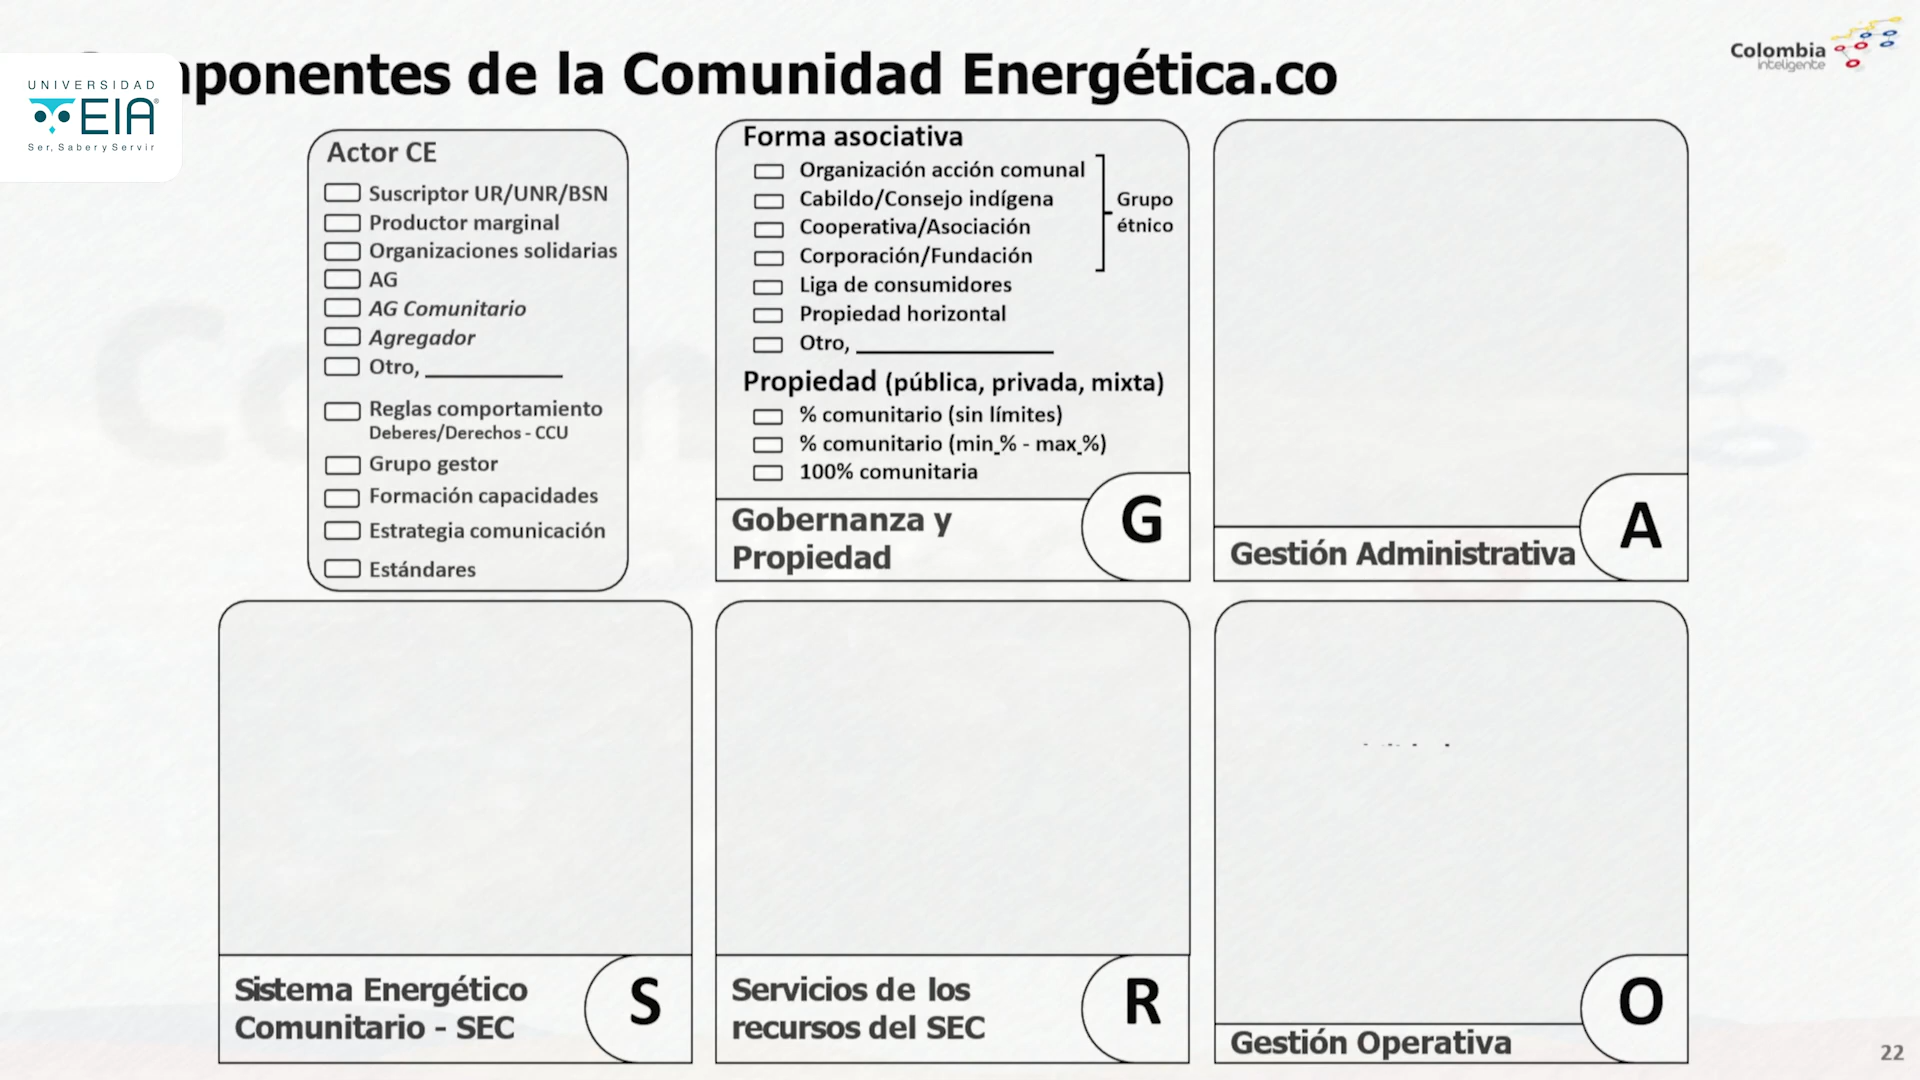 de la Comunidad Energética.co
Colombia
inteligente
UNIVERSIDAD
EIA
Ser, Saber y Servir
Actor CE
Suscriptor UR/UNR/BSN
Productor marginal
Organizaciones solidarias
AG
AG Comunitario
Agregador
Otro, ___________
Reglas comportamiento
Deberes/Derechos - CCU
Grupo gestor
Formación capacidades
Estrategia comunicación
Estándares
Forma asociativa
Organización acción comunal
Cabildo/Consejo indígena
Cooperativa/Asociación
Corporación/Fundación
Liga de consumidores
Propiedad horizontal
Otro, ________________
Grupo
étnico
Propiedad (pública, privada, mixta)
% comunitario (sin límites)
% comunitario (min_% - max_%)
100% comunitaria
Gobernanza y
Propiedad
G
Gestión Administrativa
A
Sistema Energético
Comunitario - SEC
S
Servicios de los
recursos del SEC
R
Gestión Operativa
O
22